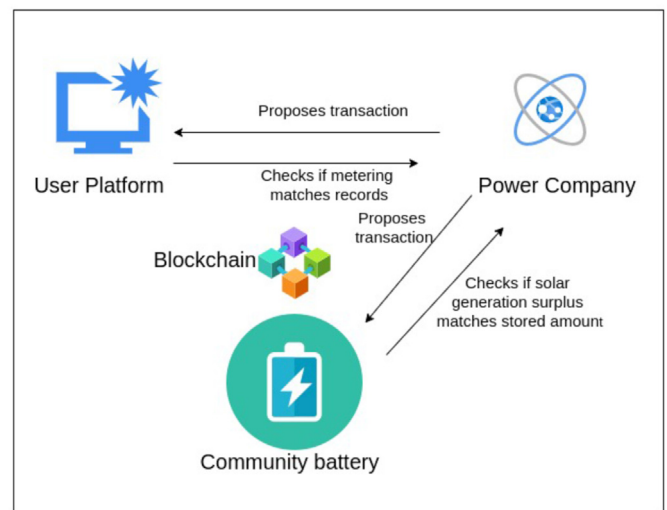 Proposes transaction
Checks if metering
matches records
User Platform
Power Company
Proposes
transaction
Blockchain
Checks if solar
generation surplus
matches stored amount
Community battery